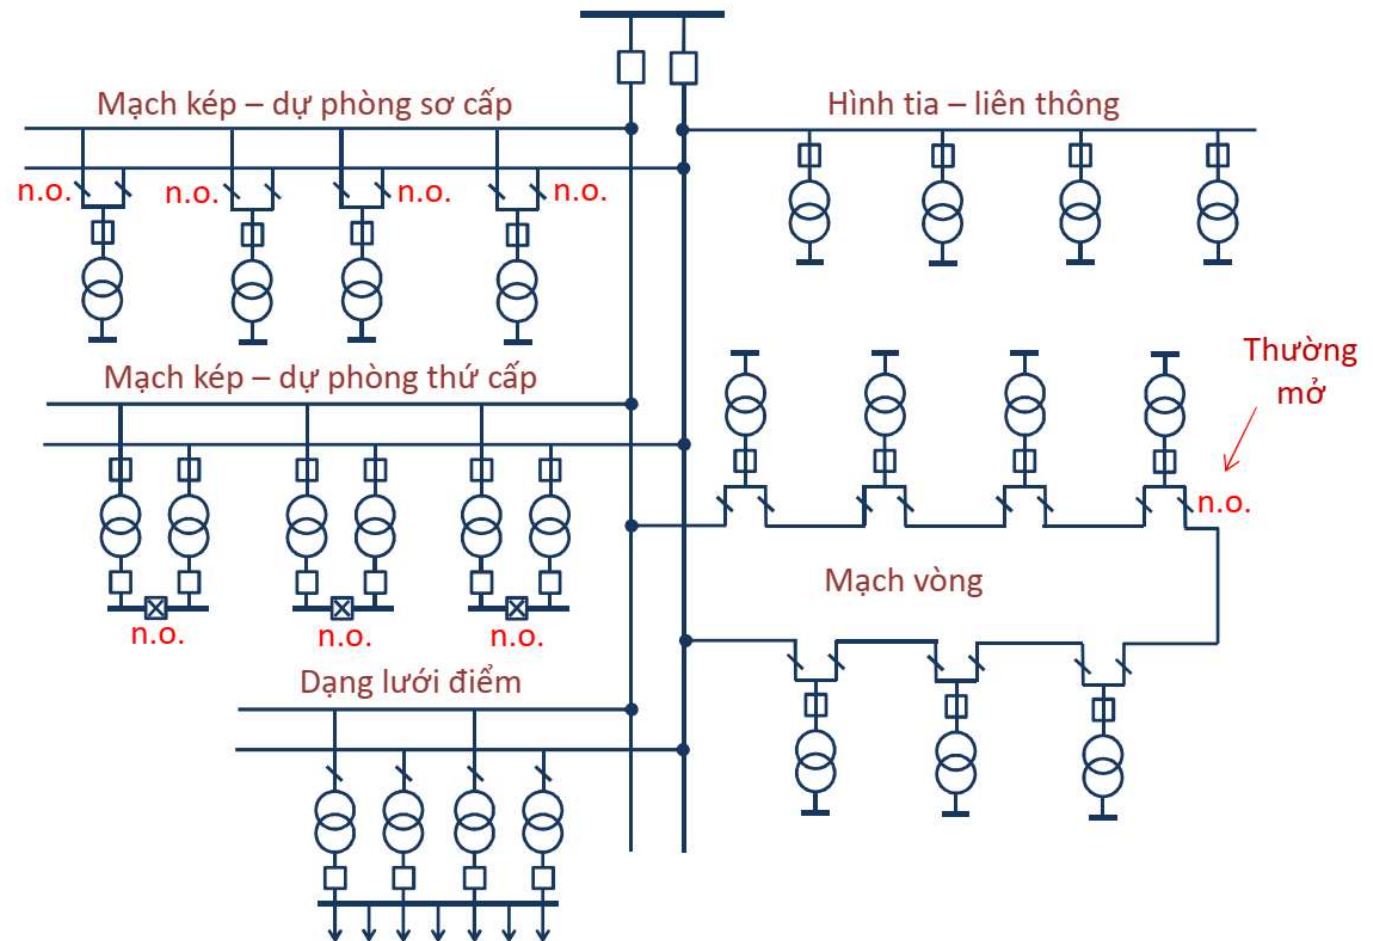 Mạch kép – dự phòng sơ cấp
n.o.
n.o.
n.o.
n.o.
Hình tia – liên thông
Mạch kép – dự phòng thứ cấp
n.o.
n.o.
n.o.
Thường
mở
n.o.
Mạch vòng
Dạng lưới điểm